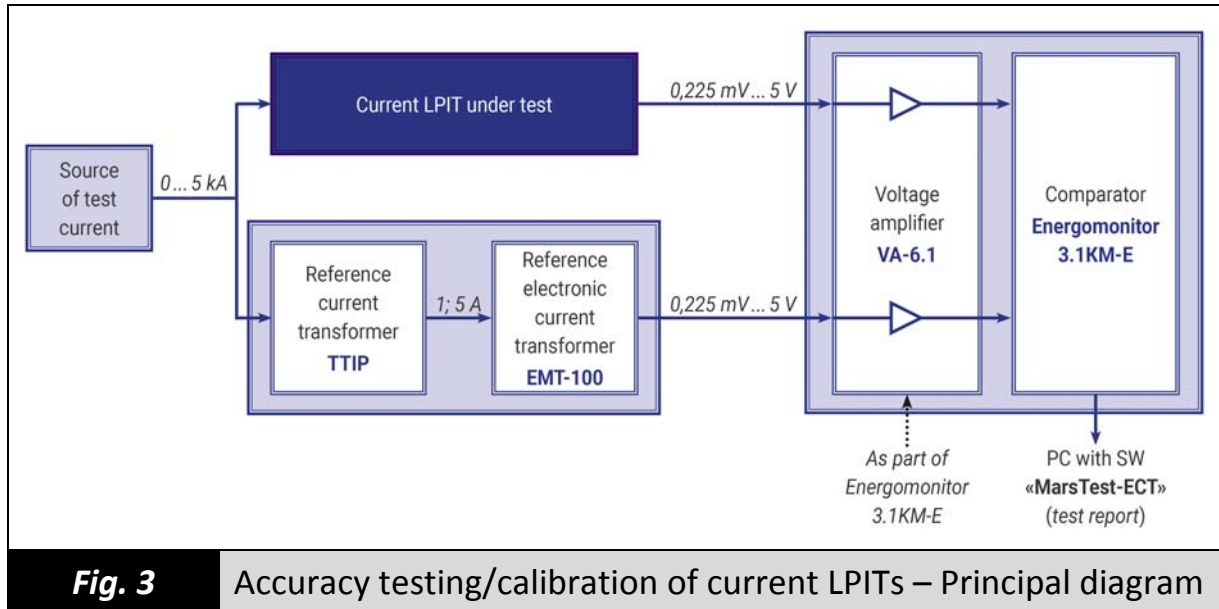 Source
of test
current
0 ... 5 kA
Current LPIT under test
0,225 mV ... 5 V
Reference
current
transformer
TTIP
1; 5 A
Reference
electronic
current
transformer
EMT-100
0,225 mV ... 5 V
Voltage
amplifier
VA-6.1
Comparator
Energomonitor
3.1KM-E
As part of
Energomonitor
3.1KM-E
PC with SW
«MarsTest-ECT»
(test report)
Fig. 3 Accuracy testing/calibration of current LPITs – Principal diagram